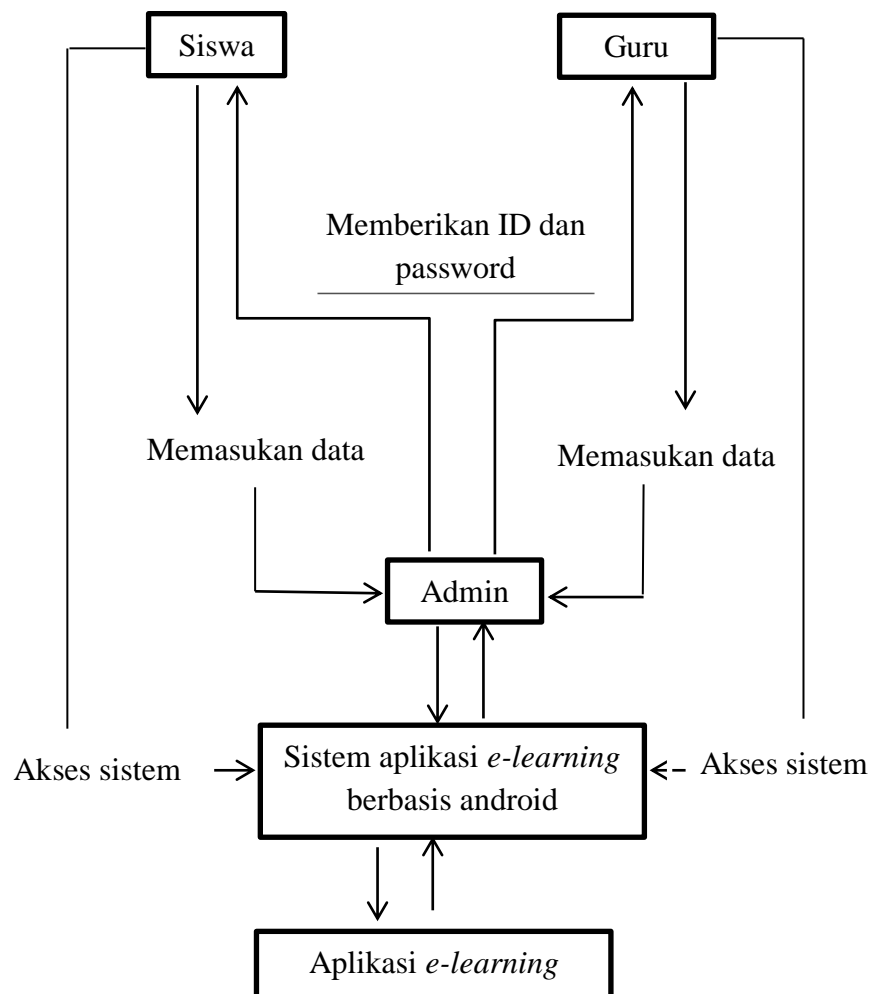 Siswa
Guru
Memberikan ID dan
password
Memasukan data
Memasukan data
Admin
Akses sistem
Sistem aplikasi e-learning
berbasis android
Akses sistem
Aplikasi e-learning